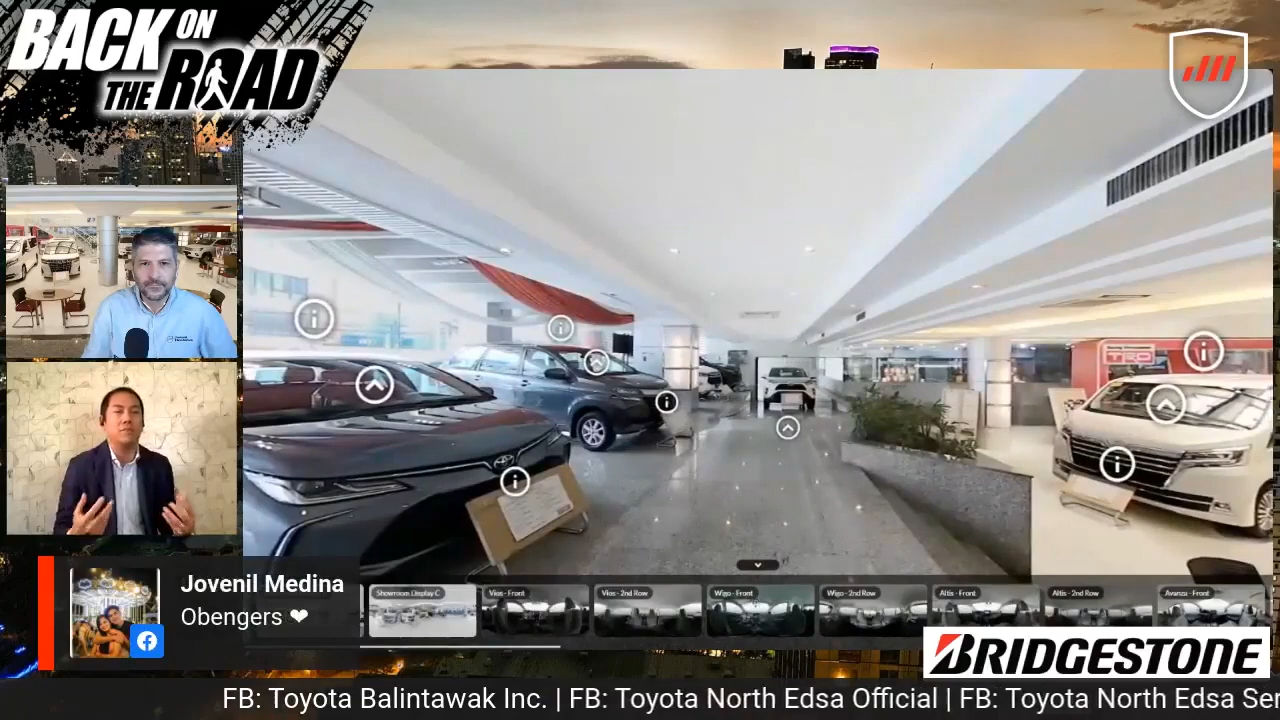 BACK ON
THE ROAD
TRD
Showroom Display C
Vios - Front
Vios - 2nd Row
Wigo - Front
Wigo - 2nd Row
Altis - Front
Altis - 2nd Row
Avanza - Front
Jovenil Medina
Obengers ❤
BRIDGESTONE
FB: Toyota Balintawak Inc. | FB: Toyota North Edsa Official | FB: Toyota North Edsa Ser